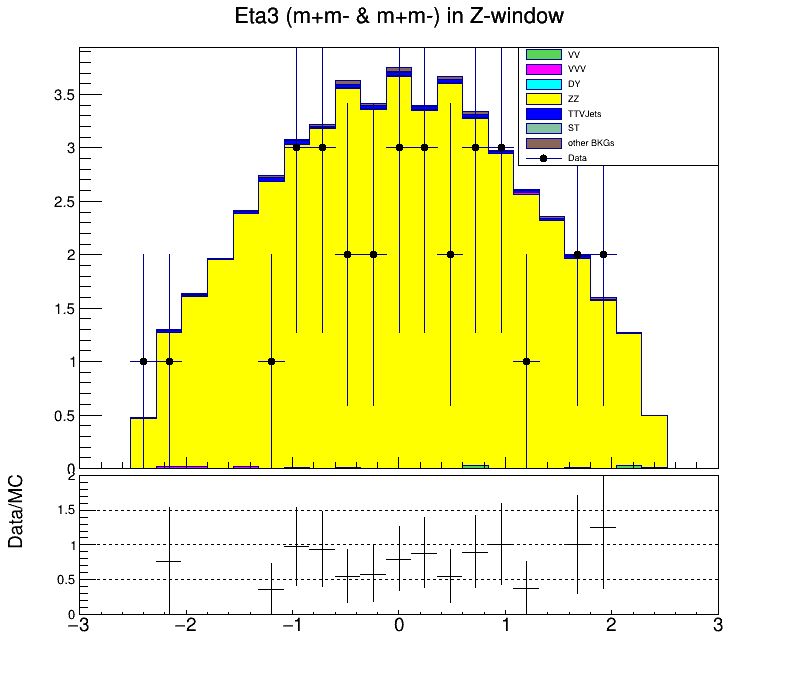 Eta3 (m+m- & m+m-) in Z-window
VV
VVV
DY
ZZ
TTVJets
ST
other BKGs
Data
3.5
3
2.5
2
1.5
1
0.5
0
Data/MC
2
1.5
1
0.5
0
−3 −2 −1 0 1 2 3